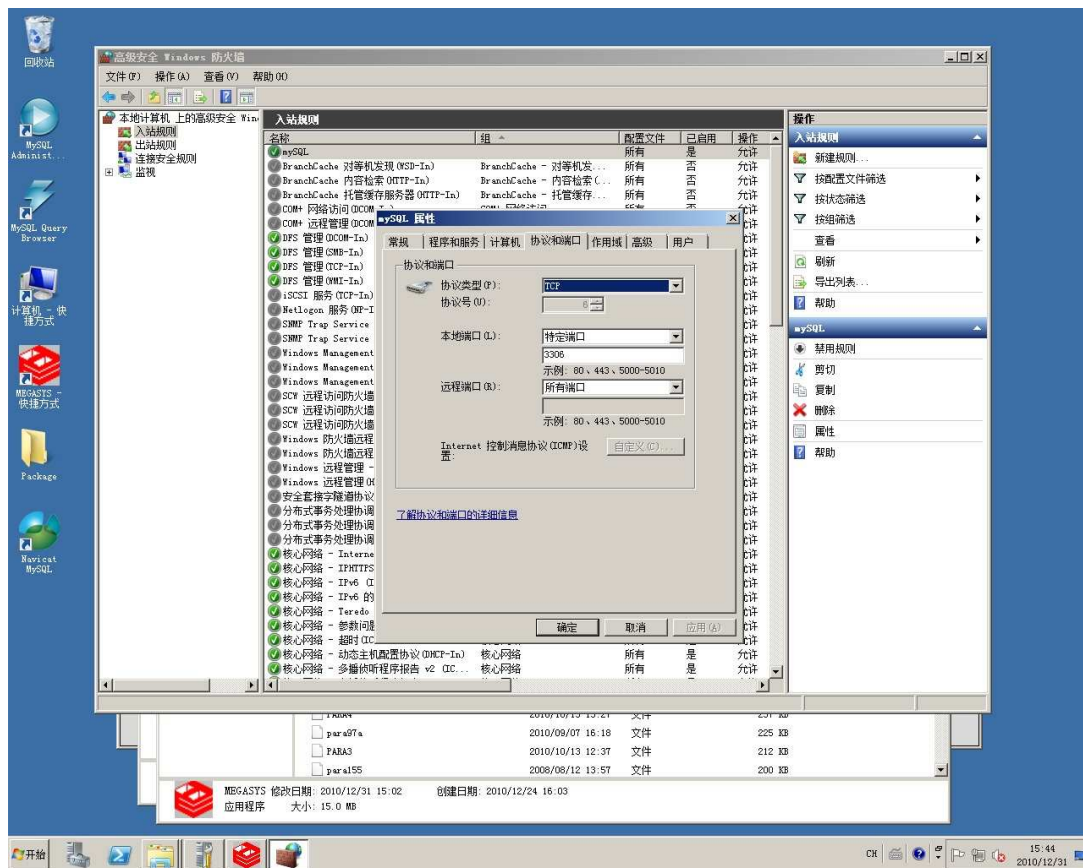 回收站
MySQL
Administ...
MySQL Query
Browser
计算机 - 快
捷方式
MEGASYS -
快捷方式
Package
Navicat
MySQL
高级安全 Windows 防火墙
文件(F) 操作(A) 查看(V) 帮助(H)
本地计算机 上的高级安全 Win
入站规则
出站规则
连接安全规则
监视
入站规则
名称 组 配置文件 已启用 操作
mySQL 所有 是 允许
BranchCache 对等机发现(WSD-In) BranchCache - 对等机发... 所有 否 允许
BranchCache 内容检索(HTTP-In) BranchCache - 内容检索(... 所有 否 允许
BranchCache 托管缓存服务器(HTTP-In) BranchCache - 托管缓存... 所有 否 允许
COM+ 网络访问(DCOM
COM+ 远程管理(DCOM
DFS 管理(DCOM-In)
DFS 管理(SMB-In)
DFS 管理(TCP-In)
DFS 管理(WMI-In)
iSCSI 服务(TCP-In)
Netlogon 服务(NP-I
SNMP Trap Service
SNMP Trap Service
Windows Management
Windows Management
Windows Management
SCW 远程访问防火墙
SCW 远程访问防火墙
SCW 远程访问防火墙
Windows 防火墙远程
Windows 防火墙远程
Windows 远程管理 -
Windows 远程管理(H
安全套接字隧道协议
分布式事务处理协调
分布式事务处理协调
分布式事务处理协调
核心网络 - Interne
核心网络 - IPHTTPS
核心网络 - IPv6 (I
核心网络 - IPv6 的
核心网络 - Teredo
核心网络 - 参数问题
核心网络 - 超时(IC
核心网络 - 动态主机配置协议(DHCP-In) 核心网络 所有 是 允许
核心网络 - 多播侦听程序报告 v2 (IC... 核心网络 所有 是 允许
mySQL 属性
常规 程序和服务 计算机 协议和端口 作用域 高级 用户
协议和端口
协议类型(P): TCP
协议号(U): 6
本地端口(L): 特定端口
3306
示例: 80、443、5000-5010
远程端口(R): 所有端口
示例: 80、443、5000-5010
Internet 控制消息协议(ICMP)设
置: 自定义(C)...
了解协议和端口的详细信息
确定 取消 应用(A)
操作
入站规则
新建规则...
按配置文件筛选
按状态筛选
按组筛选
查看
刷新
导出列表...
帮助
mySQL
禁用规则
剪切
复制
删除
属性
帮助
PARA4 2010/10/13 13:27 文件 237 KB
para97a 2010/09/07 16:18 文件 225 KB
PARA3 2010/10/13 12:37 文件 212 KB
para155 2008/08/12 13:57 文件 200 KB
MEGASYS 修改日期: 2010/12/31 15:02 创建日期: 2010/12/24 16:03
应用程序 大小: 15.0 MB
开始
CH
15:44
2010/12/31